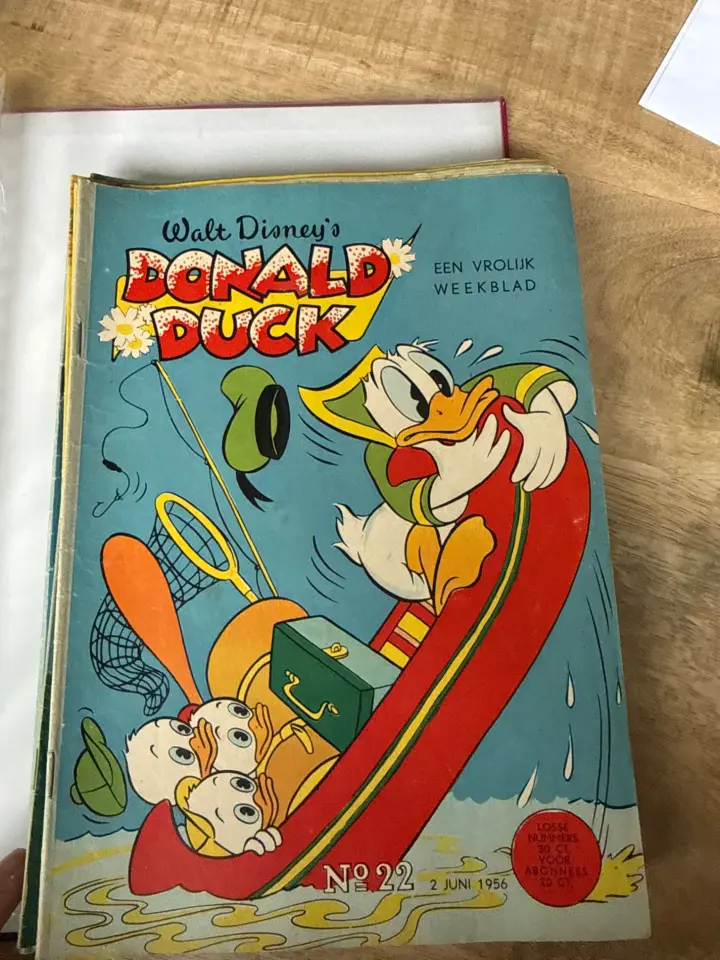 Walt Disney's
DONALD
DUCK
EEN VROLIJK
WEEKBLAD
LOSSE
NUMMERS
30 CT.
VOOR
ABONNEES
20 CT.
No 22
2 JUNI 1956